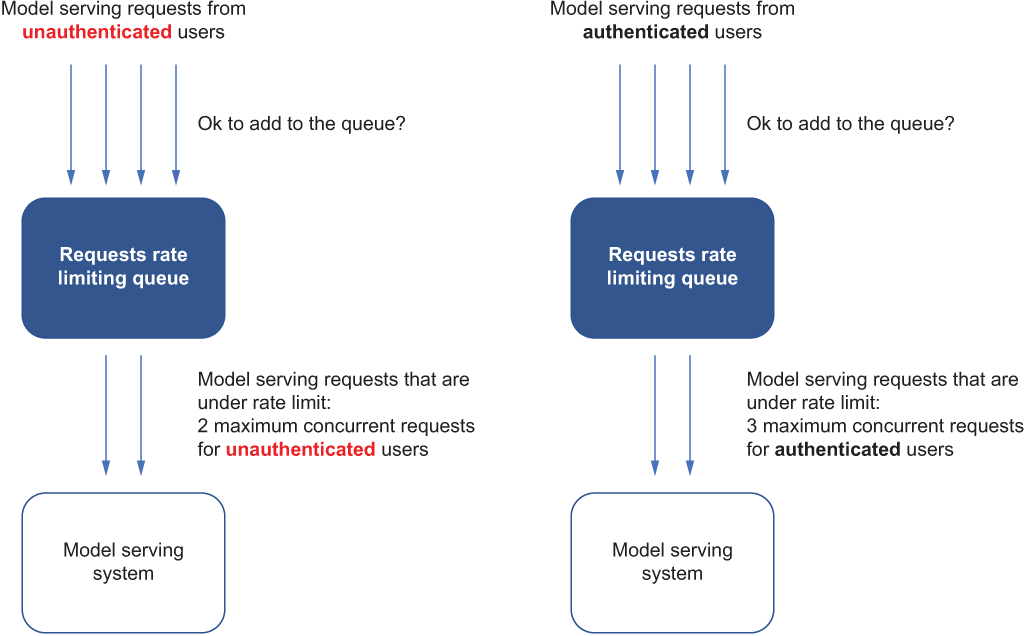 Model serving requests from
unauthenticated users
Ok to add to the queue?
Requests rate
limiting queue
Model serving requests that are
under rate limit:
2 maximum concurrent requests
for unauthenticated users
Model serving
system
Model serving requests from
authenticated users
Ok to add to the queue?
Requests rate
limiting queue
Model serving requests that are
under rate limit:
3 maximum concurrent requests
for authenticated users
Model serving
system